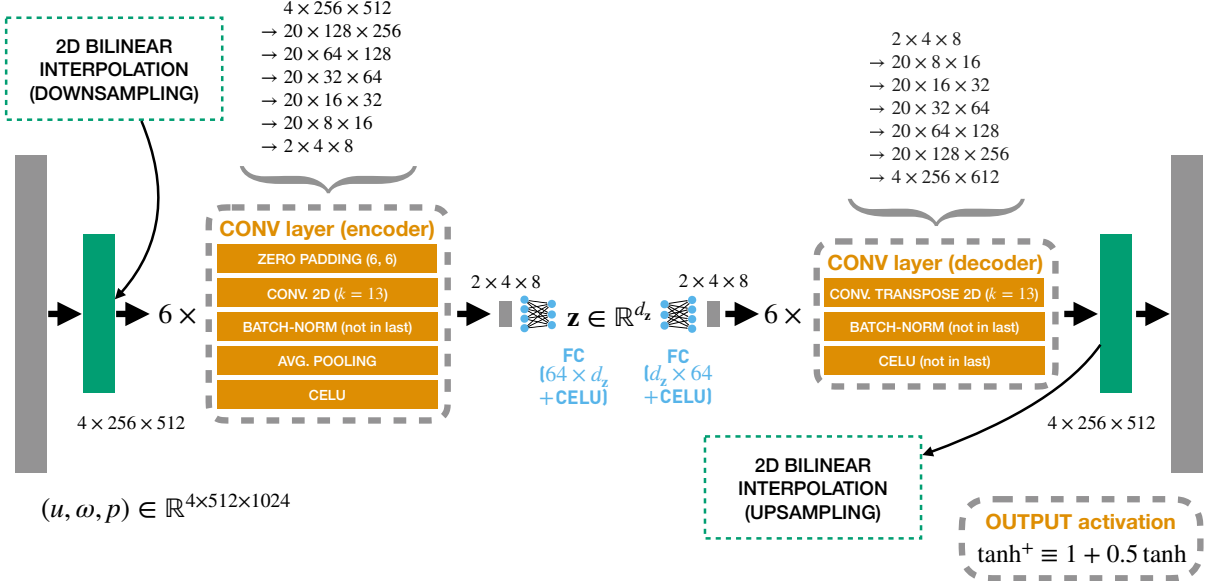 2D BILINEAR
INTERPOLATION
(DOWNSAMPLING)
4 × 256 × 512
→ 20 × 128 × 256
→ 20 × 64 × 128
→ 20 × 32 × 64
→ 20 × 16 × 32
→ 20 × 8 × 16
→ 2 × 4 × 8
2 × 4 × 8
→ 20 × 8 × 16
→ 20 × 16 × 32
→ 20 × 32 × 64
→ 20 × 64 × 128
→ 20 × 128 × 256
→ 4 × 256 × 612
6 ×
CONV layer (encoder)
ZERO PADDING (6, 6)
CONV. 2D (k = 13)
BATCH-NORM (not in last)
AVG. POOLING
CELU
2 × 4 × 8
z ∈ ℝ^{d_z}
2 × 4 × 8
FC
(64 × d_z
+CELU)
FC
(d_z × 64
+CELU)
6 ×
CONV layer (decoder)
CONV. TRANSPOSE 2D (k = 13)
BATCH-NORM (not in last)
CELU (not in last)
4 × 256 × 512
4 × 256 × 512
2D BILINEAR
INTERPOLATION
(UPSAMPLING)
(u, ω, p) ∈ ℝ^{4×512×1024}
OUTPUT activation
tanh⁺ ≡ 1 + 0.5 tanh